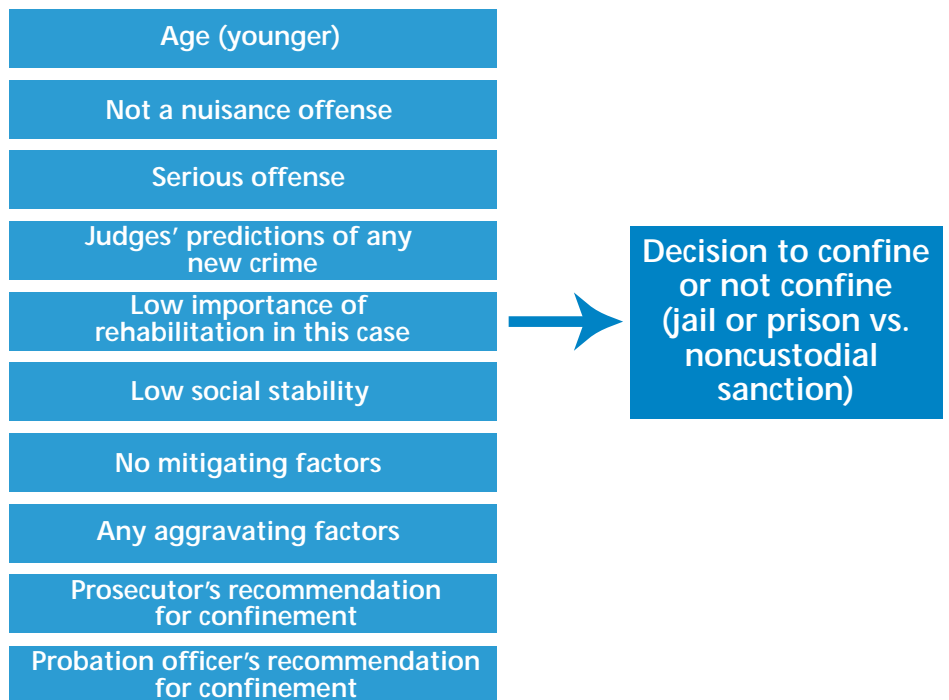 Age (younger)
Not a nuisance offense
Serious offense
Judges’ predictions of any
new crime
Low importance of
rehabilitation in this case
Low social stability
No mitigating factors
Any aggravating factors
Prosecutor’s recommendation
for confinement
Probation officer’s recommendation
for confinement
Decision to confine
or not confine
(jail or prison vs.
noncustodial
sanction)